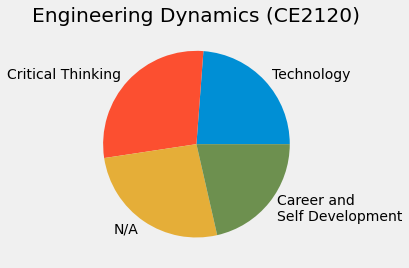 Engineering Dynamics (CE2120)
Critical Thinking
Technology
N/A
Career and
Self Development